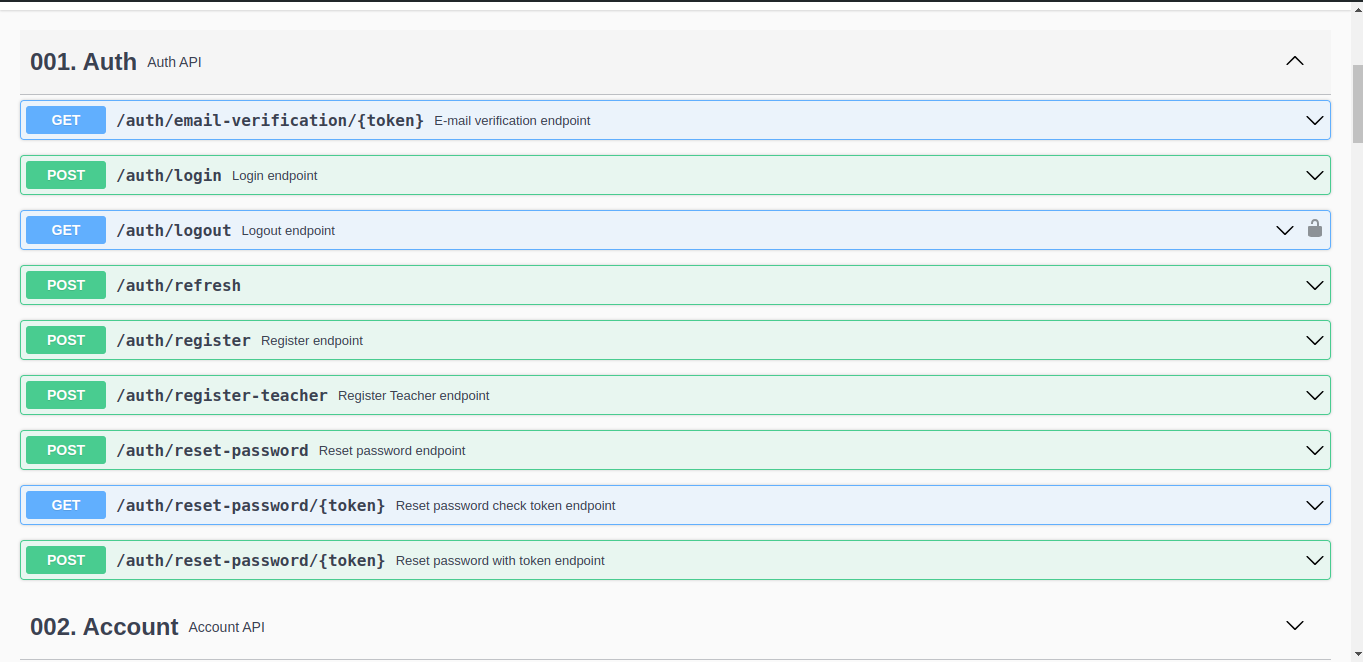 001. Auth Auth API
GET /auth/email-verification/{token} E-mail verification endpoint
POST /auth/login Login endpoint
GET /auth/logout Logout endpoint
POST /auth/refresh
POST /auth/register Register endpoint
POST /auth/register-teacher Register Teacher endpoint
POST /auth/reset-password Reset password endpoint
GET /auth/reset-password/{token} Reset password check token endpoint
POST /auth/reset-password/{token} Reset password with token endpoint
002. Account Account API